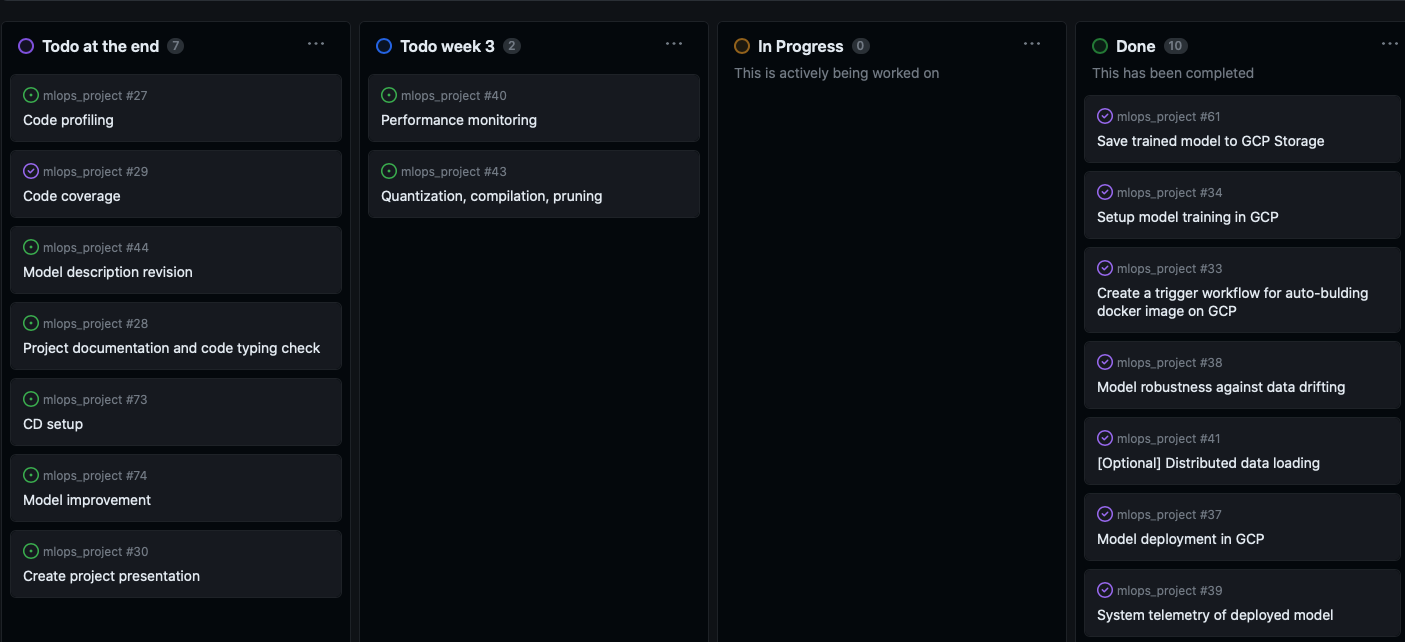 Todo at the end 7
mlops_project #27
Code profiling
mlops_project #29
Code coverage
mlops_project #44
Model description revision
mlops_project #28
Project documentation and code typing check
mlops_project #73
CD setup
mlops_project #74
Model improvement
mlops_project #30
Create project presentation
Todo week 3 2
mlops_project #40
Performance monitoring
mlops_project #43
Quantization, compilation, pruning
In Progress 0
This is actively being worked on
Done 10
This has been completed
mlops_project #61
Save trained model to GCP Storage
mlops_project #34
Setup model training in GCP
mlops_project #33
Create a trigger workflow for auto-bulding
docker image on GCP
mlops_project #38
Model robustness against data drifting
mlops_project #41
[Optional] Distributed data loading
mlops_project #37
Model deployment in GCP
mlops_project #39
System telemetry of deployed model